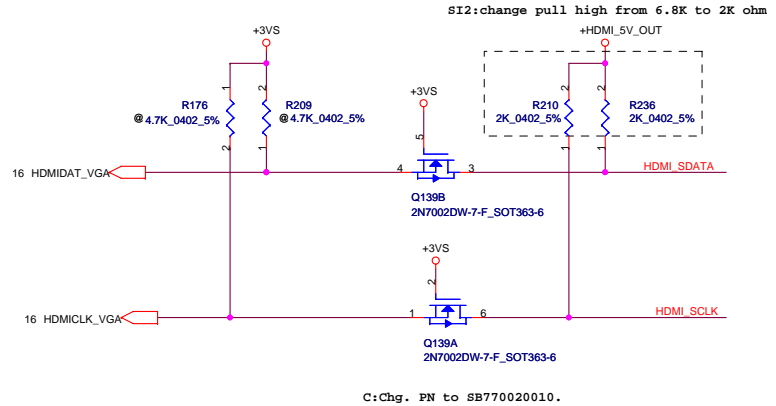 SI2:change pull high from 6.8K to 2K ohm
+3VS
+HDMI_5V_OUT
1
2
2
2
R176
@ 4.7K_0402_5%
R209
@ 4.7K_0402_5%
+3VS
R210
2K_0402_5%
R236
2K_0402_5%
2
1
5
1
1
16 HDMIDAT_VGA
4
3
HDMI_SDATA
Q139B
2N7002DW-7-F_SOT363-6
+3VS
2
16 HDMICLK_VGA
1
6
HDMI_SCLK
Q139A
2N7002DW-7-F_SOT363-6
C:Chg. PN to SB770020010.